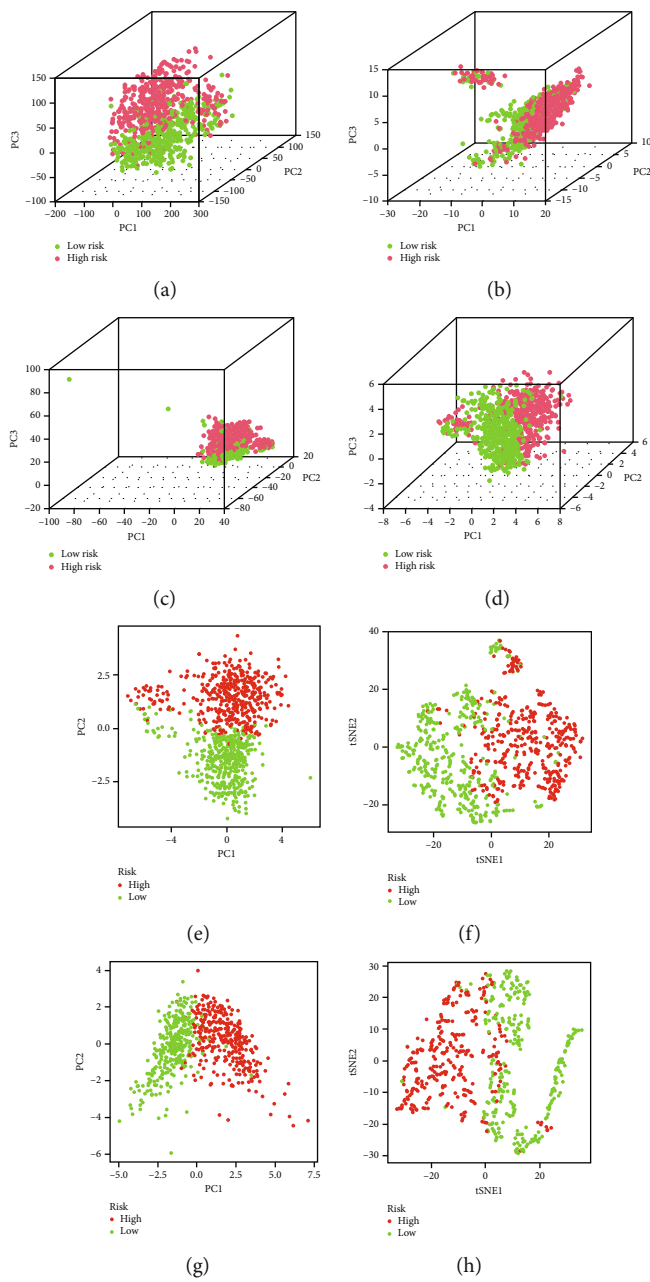 150
100
50
0
−50
−100
PC3
−200
0
100
200
300
PC1
−150
−100
−50
0
50
100
150
PC2
Low risk
High risk
(a)
15
10
5
0
−5
−10
PC3
−30
−20
−10
0
10
20
PC1
−15
−10
−5
0
5
10
PC2
Low risk
High risk
(b)
100
80
60
40
20
0
−20
PC3
−100
−80
−60
−40
−20
0
20
40
PC1
−80
−60
−40
−20
0
20
PC2
Low risk
High risk
(c)
6
4
2
0
−2
−4
PC3
−8
−6
−4
−2
0
2
4
6
8
PC1
−6
−4
−2
0
2
4
6
PC2
Low risk
High risk
(d)
2.5
0.0
−2.5
PC2
−4
0
4
PC1
Risk
High
Low
(e)
40
20
0
−20
tSNE2
−20
0
20
tSNE1
Risk
High
Low
(f)
4
2
0
−2
−4
−6
PC2
−5.0
−2.5
0.0
2.5
5.0
7.5
PC1
Risk
High
Low
(g)
30
20
10
0
−10
−20
−30
tSNE2
−20
0
20
tSNE1
Risk
High
Low
(h)